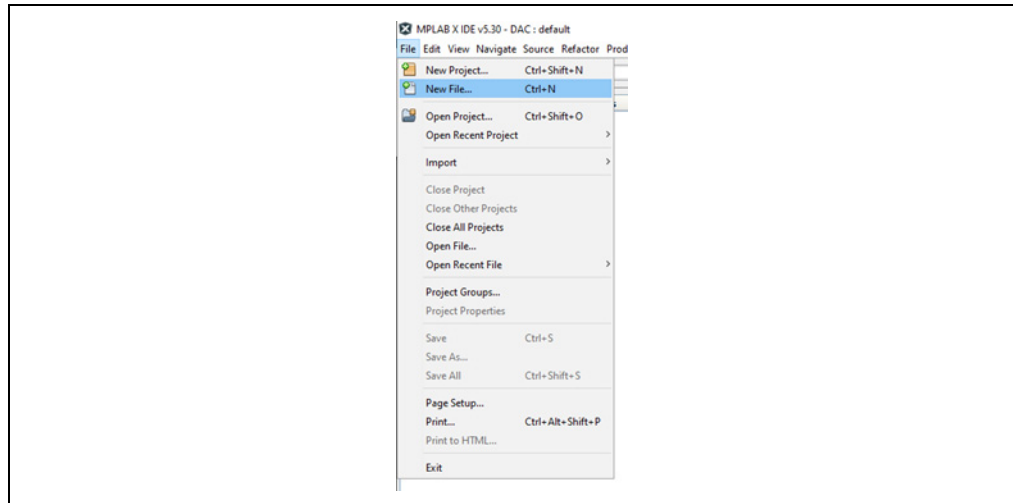 MPLAB X IDE v5.30 - DAC : default
File Edit View Navigate Source Refactor Prod
New Project... Ctrl+Shift+N
New File... Ctrl+N
Open Project... Ctrl+Shift+O
Open Recent Project
Import
Close Project
Close Other Projects
Close All Projects
Open File...
Open Recent File
Project Groups...
Project Properties
Save Ctrl+S
Save As...
Save All Ctrl+Shift+S
Page Setup...
Print... Ctrl+Alt+Shift+P
Print to HTML...
Exit